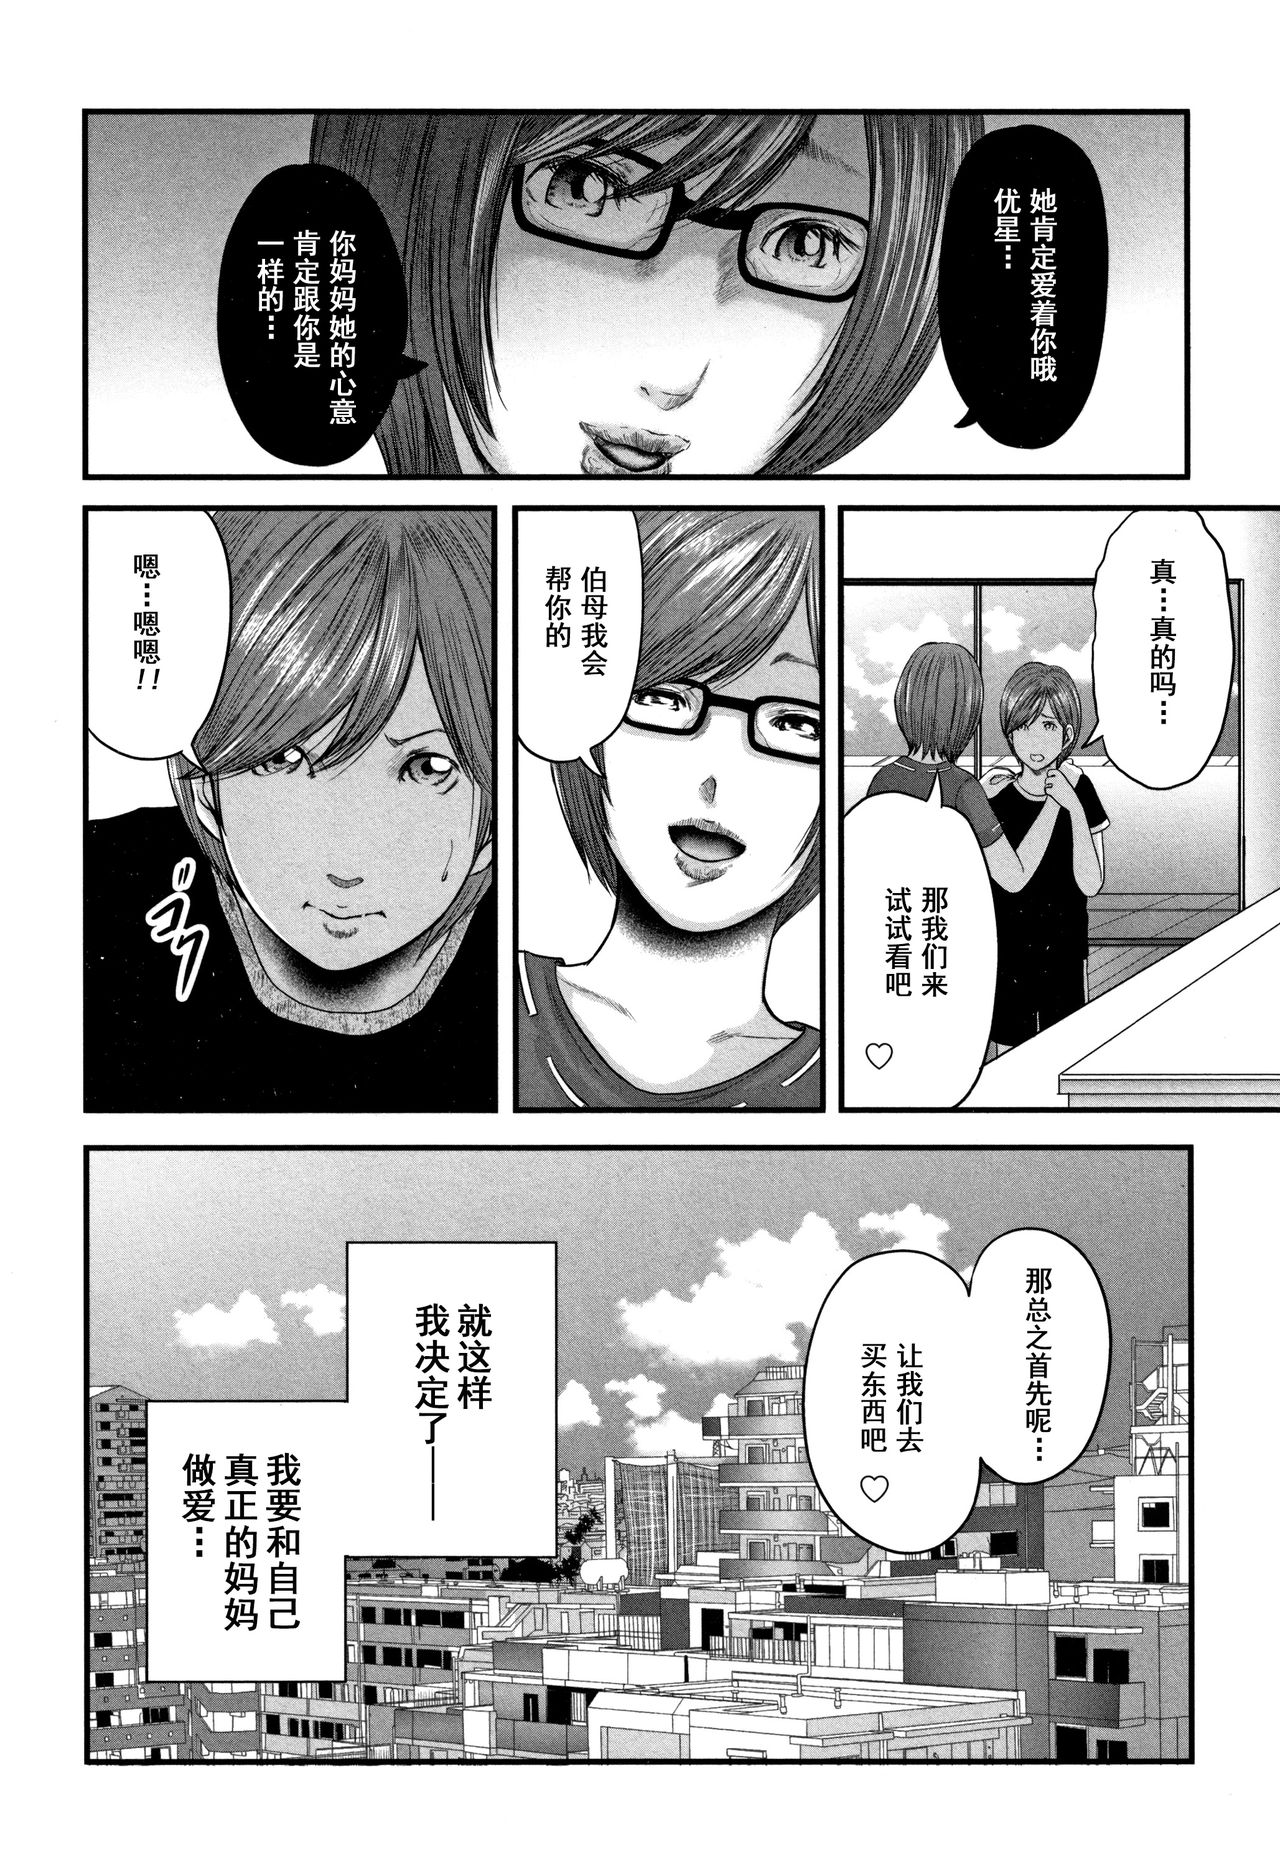 她肯定爱着你哦
优星…
你妈妈她的心意
肯定跟你是
一样的…
真…真的吗…
那我们来
试试看吧
♡
伯母我会
帮你的
嗯…嗯嗯!!
コク
那总之首先呢…
让我们去
买东西吧
♡
就这样
我决定了——
我要和自己
真正的妈妈
做爱…